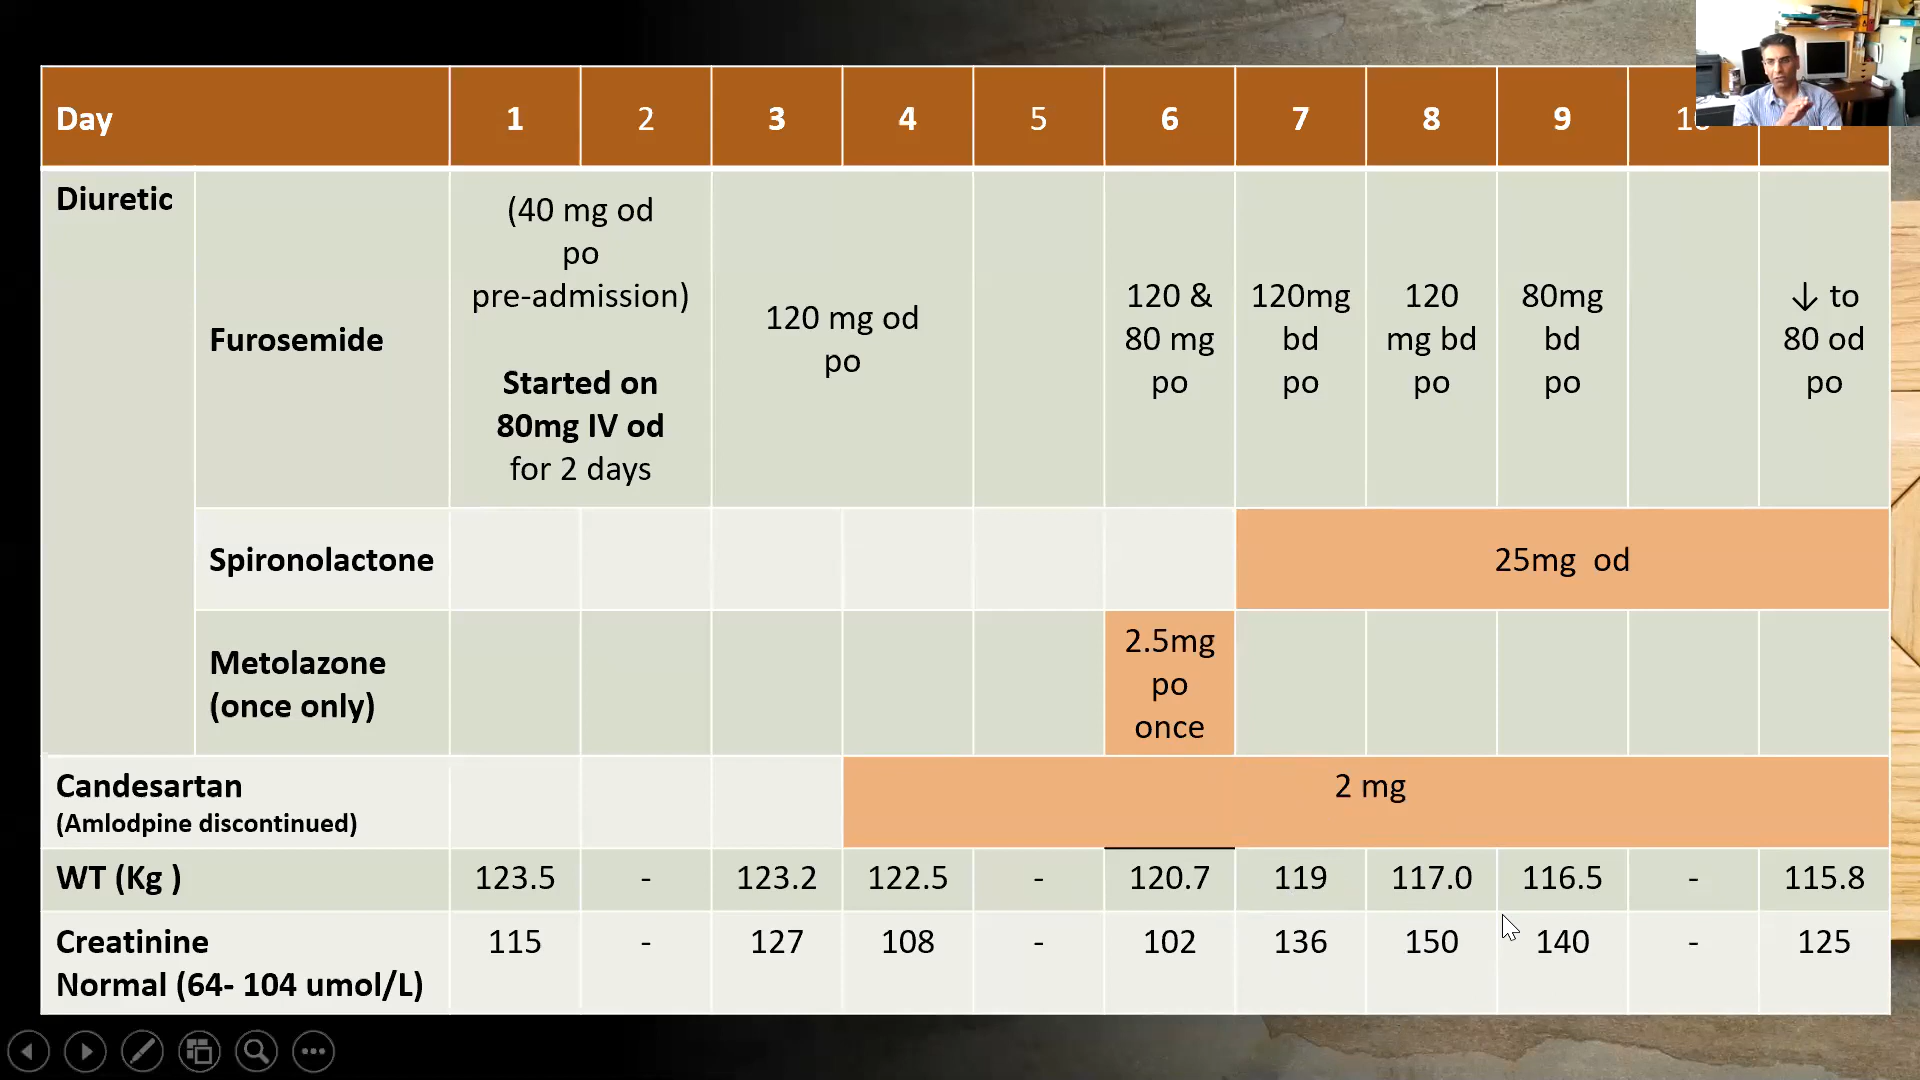 Day 1 2 3 4 5 6 7 8 9
Diuretic
Furosemide
(40 mg od
po
pre-admission)
Started on
80mg IV od
for 2 days
120 mg od
po
120 &
80 mg
po
120mg
bd
po
120
mg bd
po
80mg
bd
po
↓ to
80 od
po
Spironolactone
25mg od
Metolazone
(once only)
2.5mg
po
once
Candesartan
(Amlodpine discontinued)
2 mg
WT (Kg ) 123.5 - 123.2 122.5 - 120.7 119 117.0 116.5 - 115.8
Creatinine
Normal (64- 104 umol/L)
115 - 127 108 - 102 136 150 140 - 125